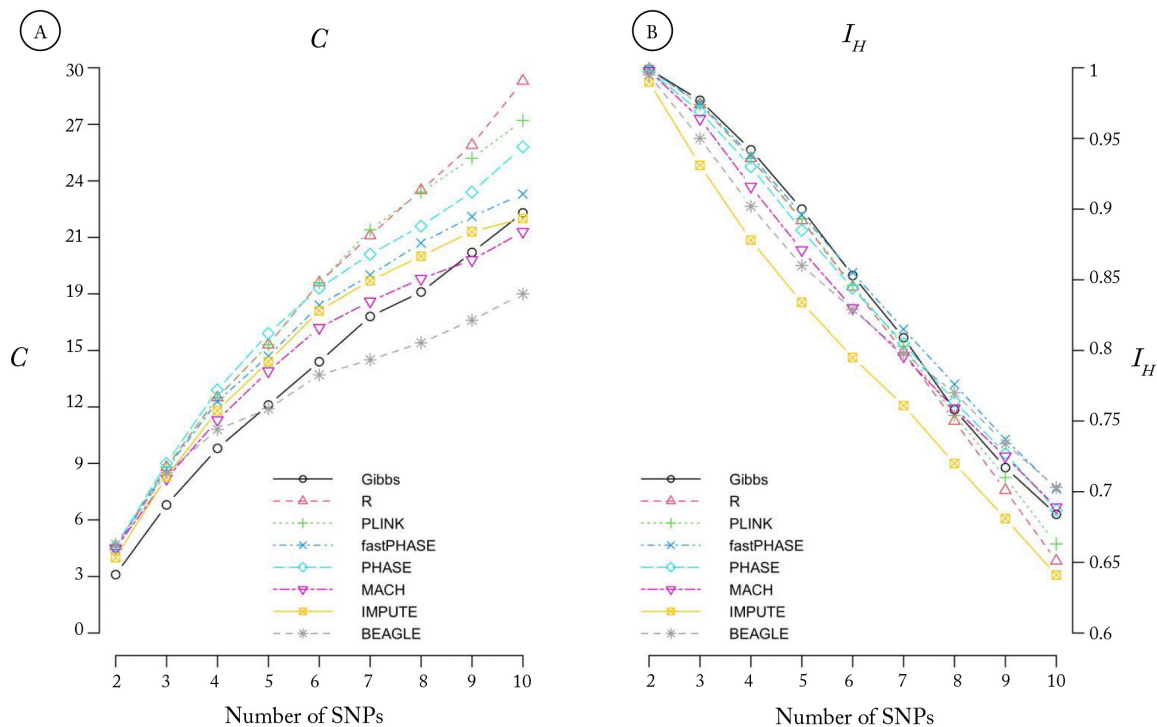 A
C
B
I_H
C
30
27
24
21
19
15
12
9
6
3
0
Gibbs
R
PLINK
fastPHASE
PHASE
MACH
IMPUTE
BEAGLE
2 3 4 5 6 7 8 9 10
Number of SNPs
Gibbs
R
PLINK
fastPHASE
PHASE
MACH
IMPUTE
BEAGLE
2 3 4 5 6 7 8 9 10
Number of SNPs
1
0.95
0.9
0.85
0.8
0.75
0.7
0.65
0.6
I_H